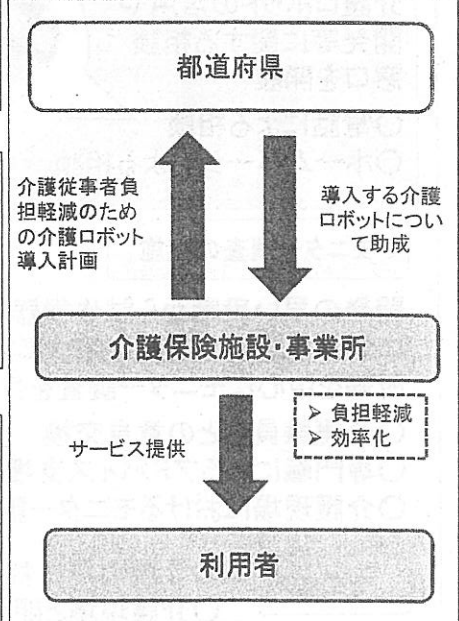 都道府県
介護従事者負
担軽減のため
の介護ロボット
導入計画
導入する介護
ロボットについ
て助成
介護保険施設・事業所
サービス提供
➢ 負担軽減
➢ 効率化
利用者